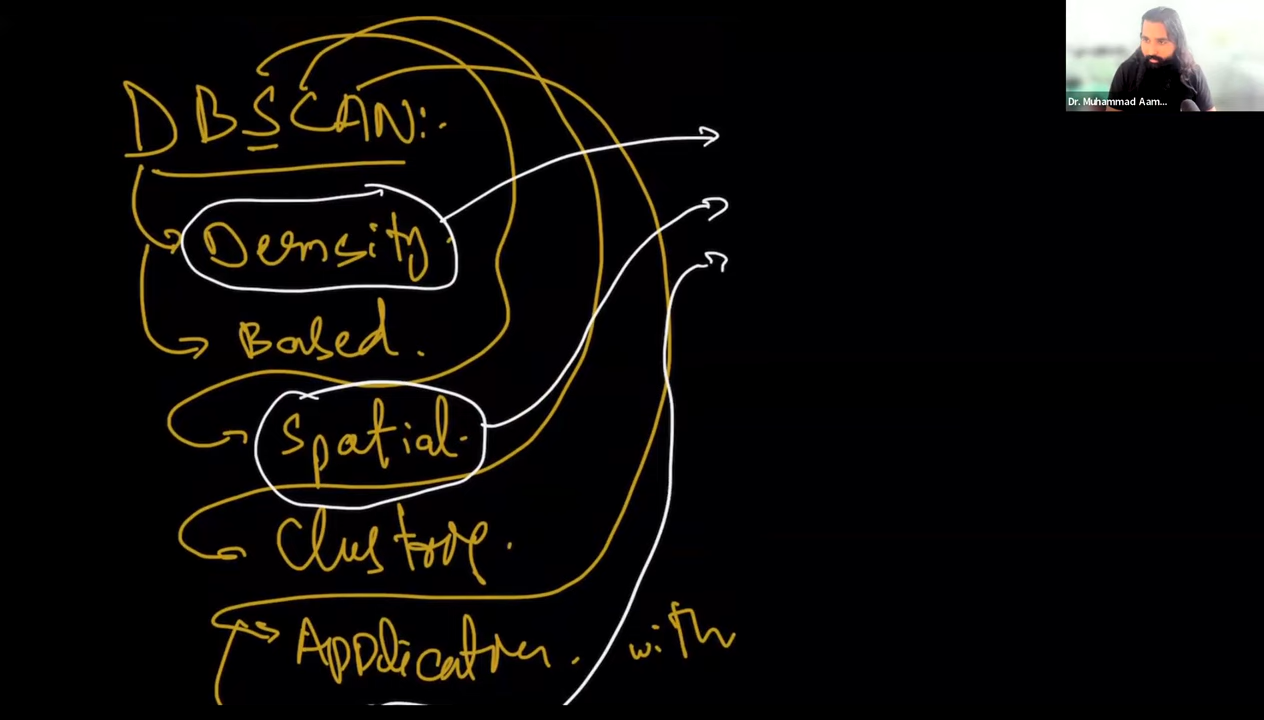 DBSCAN:.
Density.
Based.
Spatial.
Clustring.
Application. with
Dr. Muhammad Aam...